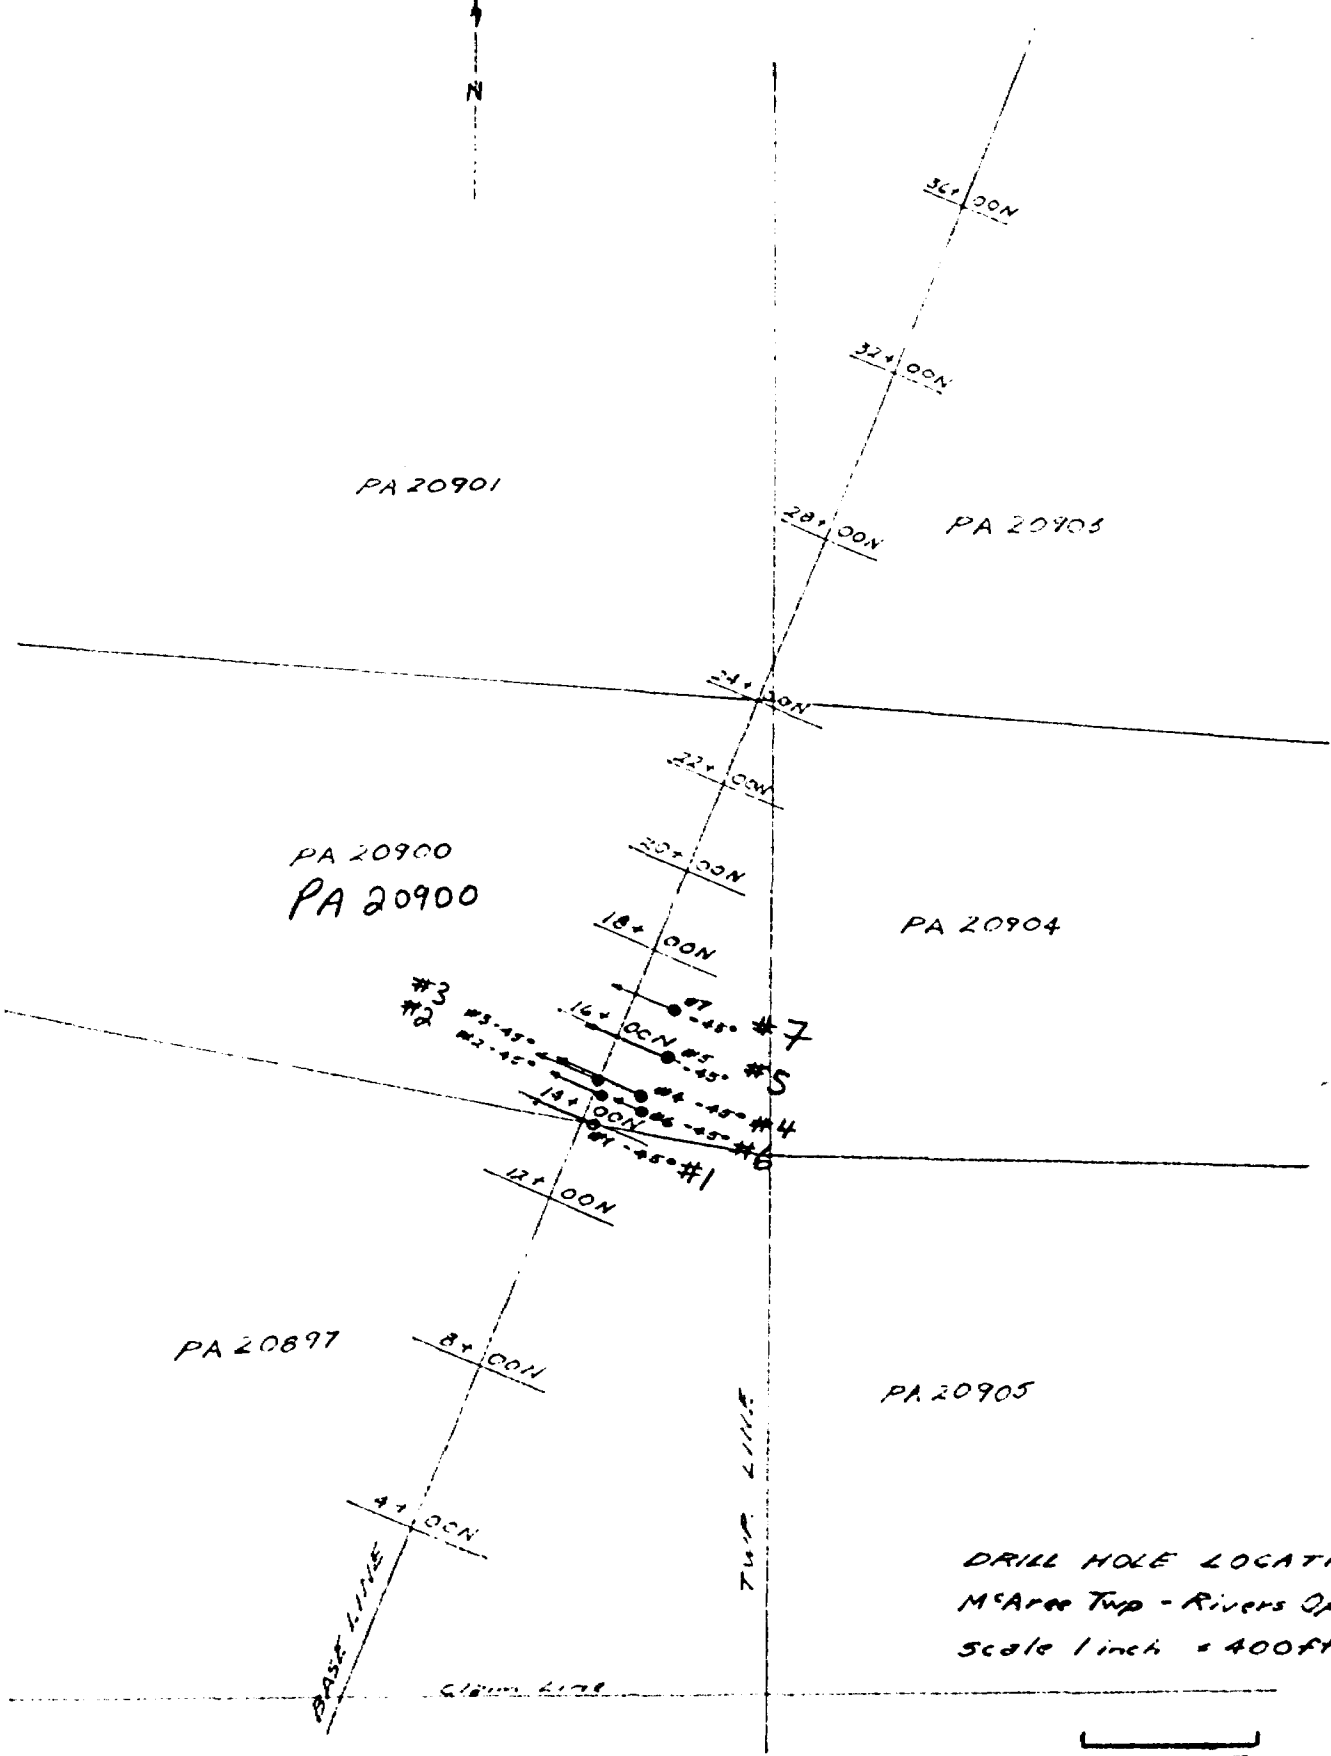 N
36+00N
32+00N
PA 20901
28+00N
PA 20903
24+00N
22+00N
PA 20900
PA 20900
20+00N
PA 20904
18+00N
#3
#2
#3-45°
#2-45°
16+00N
#7 -45° #7
#5 -45° #5
#4 -45° #4
14+00N
#6 -45° #6
#1 -45° #1
12+00N
PA 20897
8+00N
PA 20905
4+00N
TWP. LINE
BASE LINE
DRILL HOLE LOCATI
McAree Twp - Rivers Op
Scale 1 inch = 400ft
Claim Line